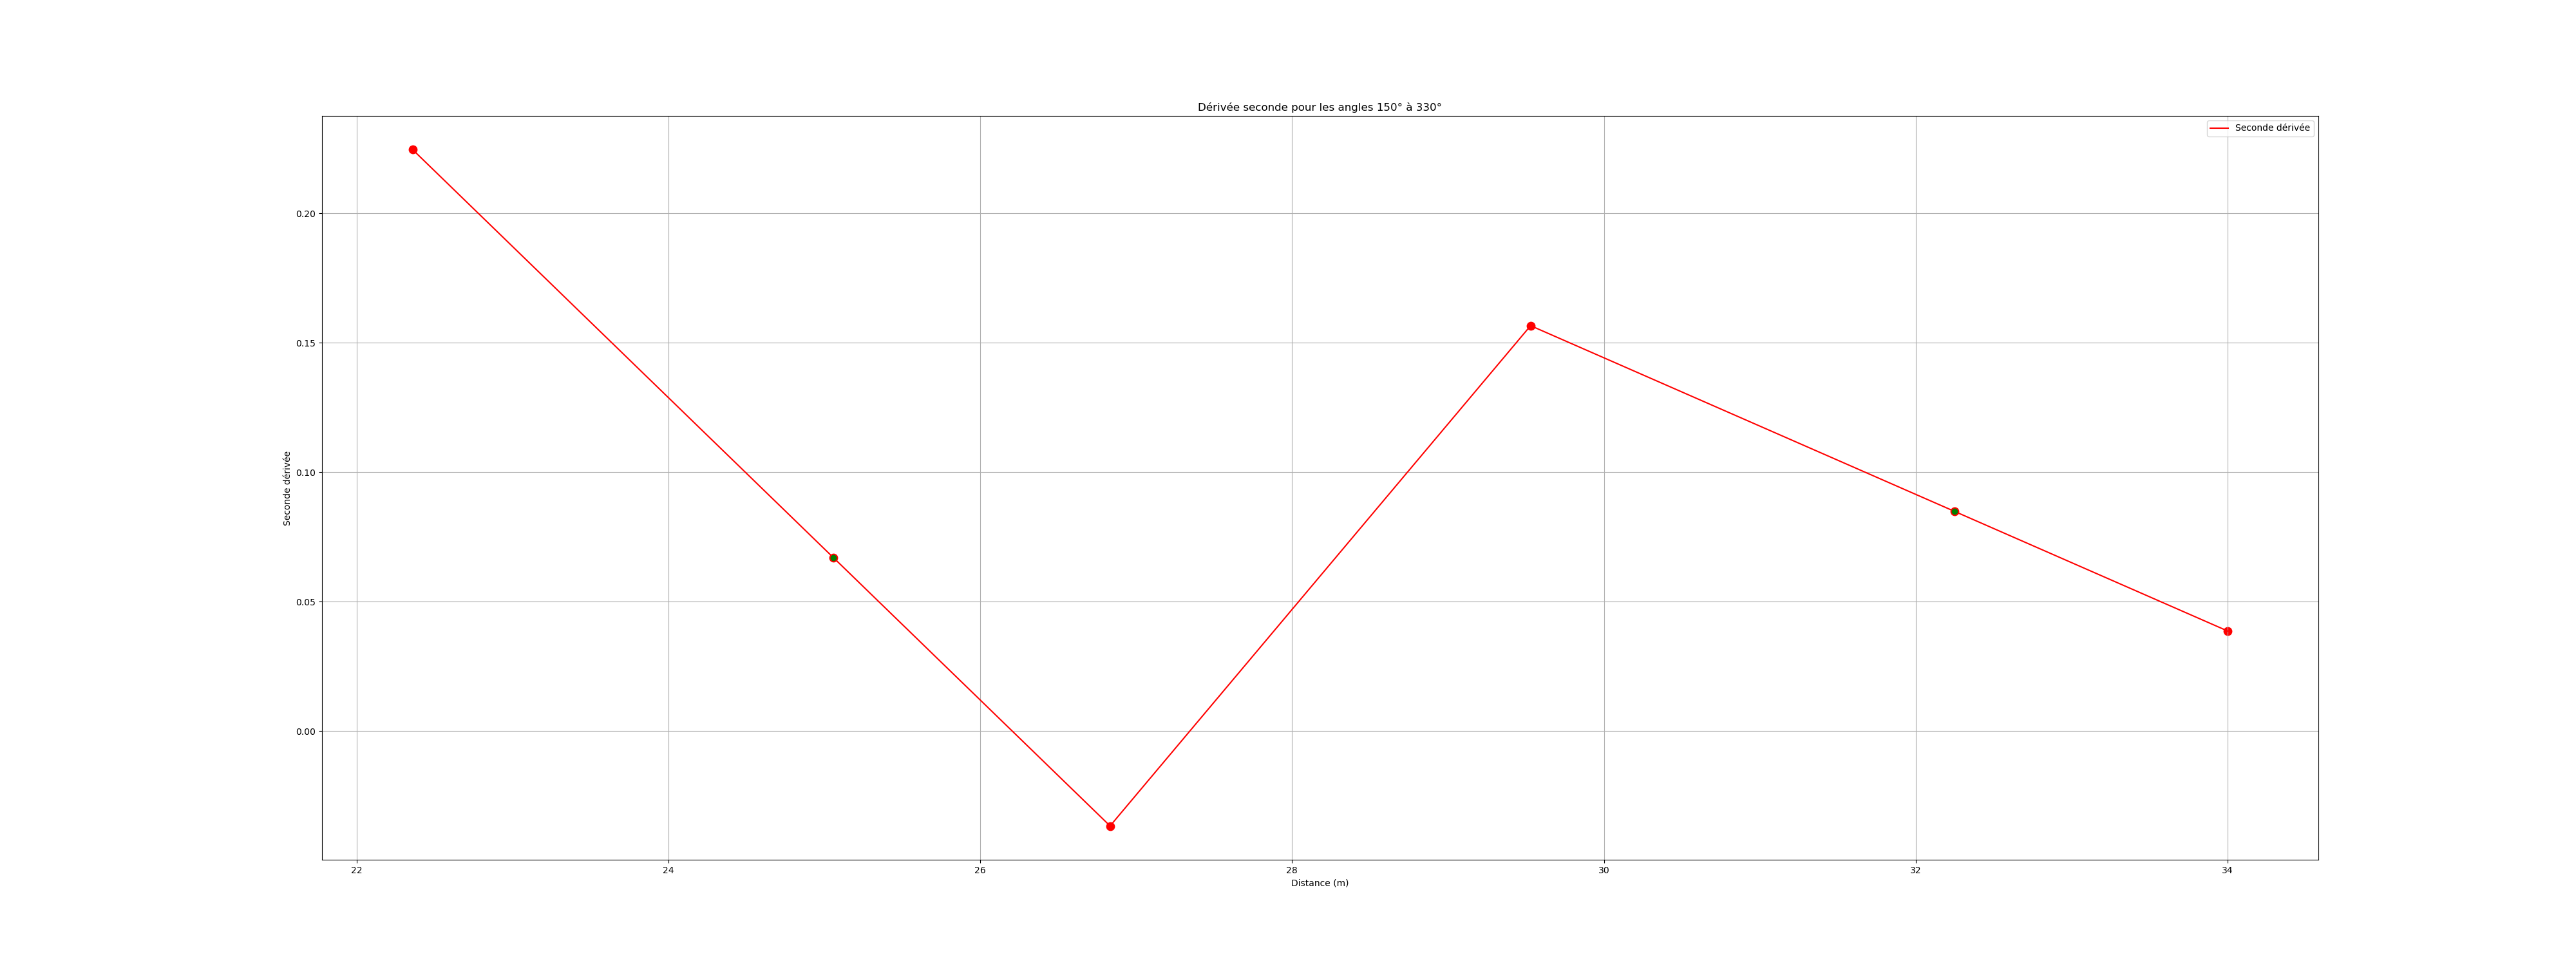 Dérivée seconde pour les angles 150° à 330°
Seconde dérivée
0.20
0.15
0.10
0.05
0.00
Seconde dérivée
22 24 26 28 30 32 34
Distance (m)